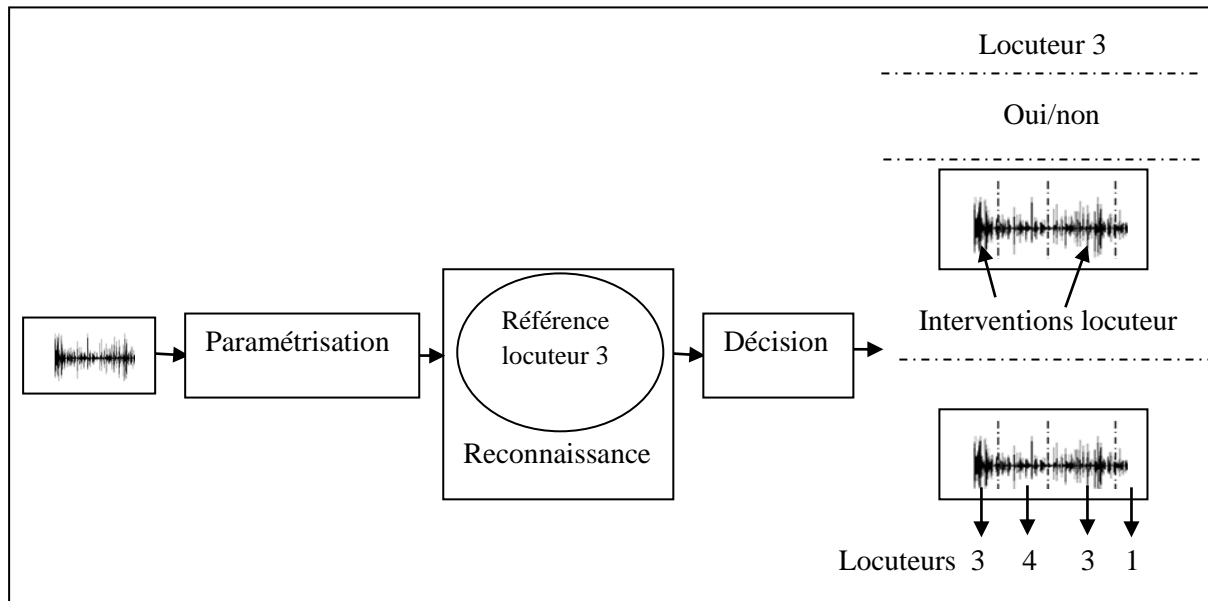 Locuteur 3
Oui/non
Interventions locuteur
Paramétrisation
Référence
locuteur 3
Reconnaissance
Décision
Locuteurs 3 4 3 1